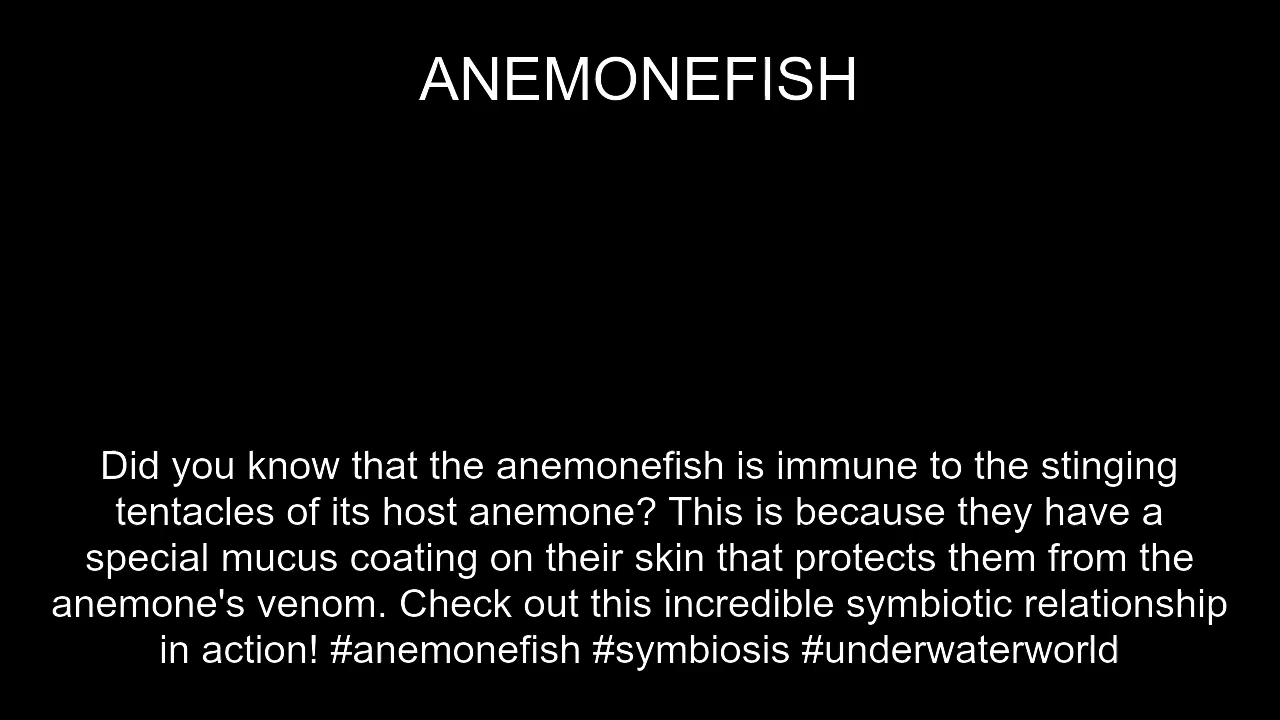 ANEMONEFISH
Did you know that the anemonefish is immune to the stinging
tentacles of its host anemone? This is because they have a
special mucus coating on their skin that protects them from the
anemone's venom. Check out this incredible symbiotic relationship
in action! #anemonefish #symbiosis #underwaterworld